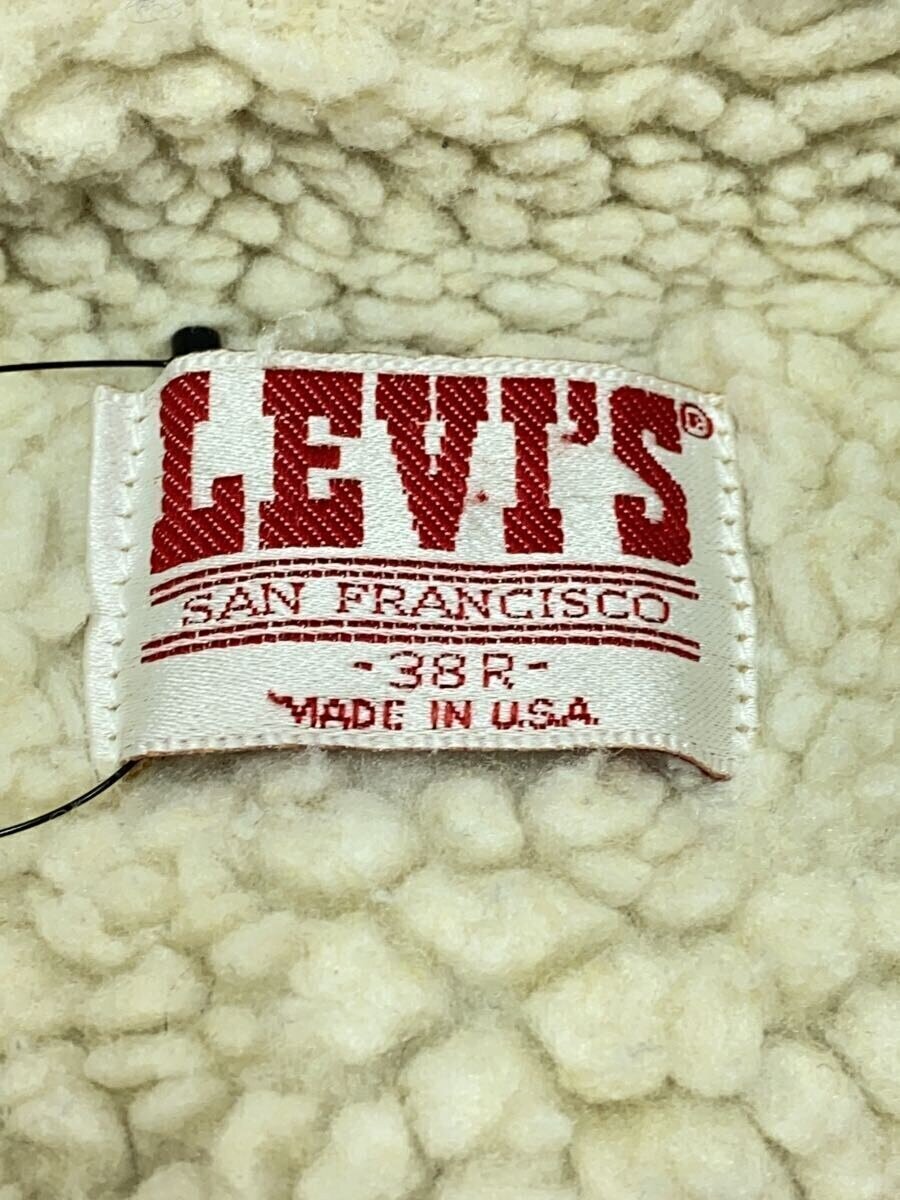 LEVI'S®
SAN FRANCISCO
-38R-
MADE IN U.S.A.